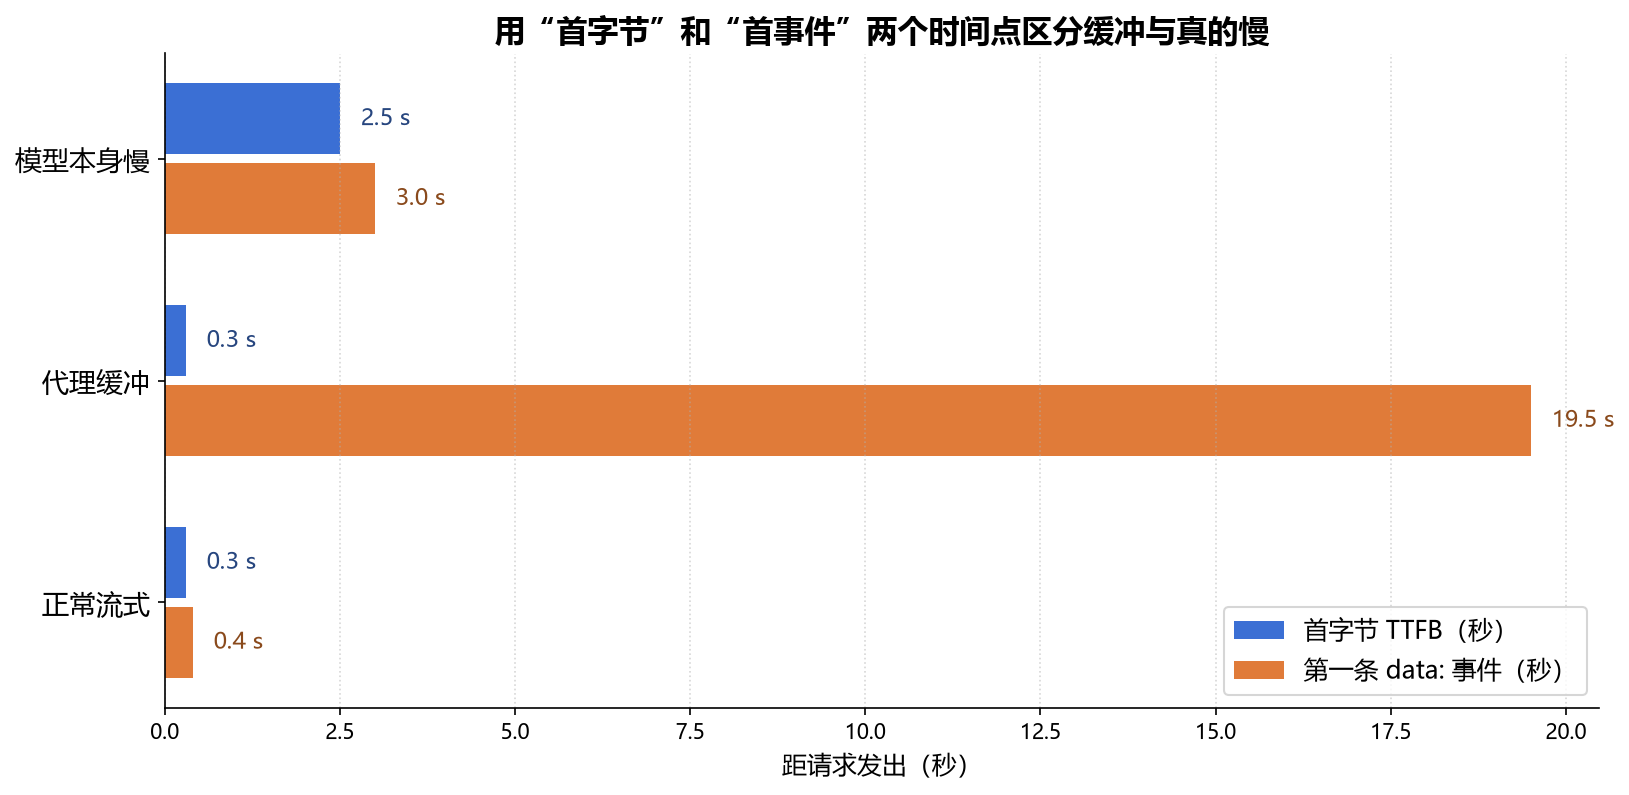 用“首字节”和“首事件”两个时间点区分缓冲与真的慢
模型本身慢
2.5 s
3.0 s
代理缓冲
0.3 s
19.5 s
正常流式
0.3 s
0.4 s
首字节 TTFB（秒）
第一条 data: 事件（秒）
0.0 2.5 5.0 7.5 10.0 12.5 15.0 17.5 20.0
距请求发出（秒）